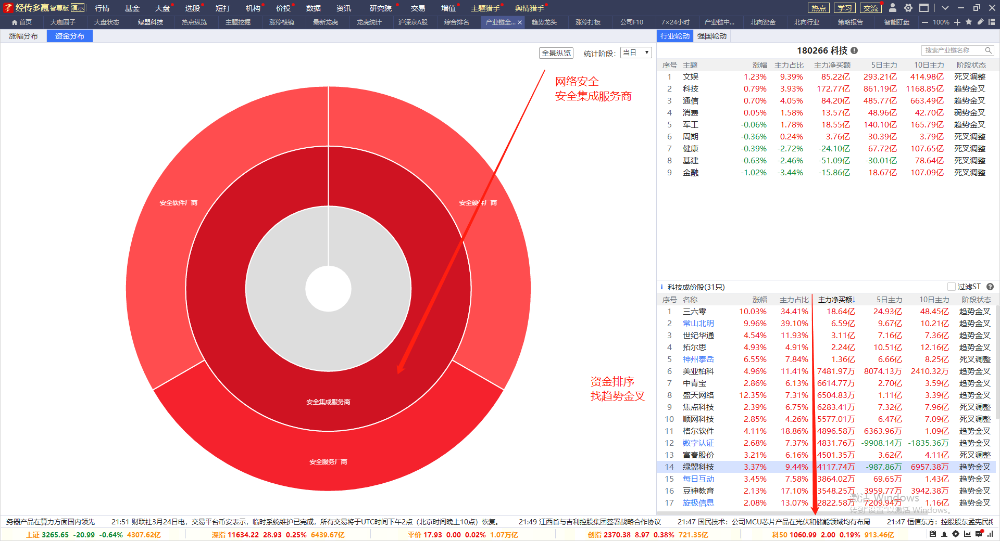 经传多赢 智尊版 演示 行情 基金 大盘 选股 短打 机构 价投 数据 资讯 研究院 交易 增值 主题猎手 舆情猎手 热点 学习 交流
首页 大咖圈子 大盘状态 绿盟科技 热点纵览 主题挖掘 涨停棱镜 最新龙虎 龙虎统计 沪深京A股 综合排名 产业链全... × 趋势龙头 涨停打板 公司F10 7×24小时 产业链中... 北向资金 北向行业 策略报告 智能盯盘 100%
涨幅分布 资金分布
全景纵览 统计阶段: 当日
网络安全
安全集成服务商
安全软件厂商
安全硬件厂商
资金排序
找趋势金叉
安全集成服务商
安全服务厂商
行业轮动 强国轮动
180266 科技
搜索产业链名称
序号 主题 涨幅 主力占比 主力净买额 5日主力 10日主力 阶段状态
1 文娱 1.23% 9.39% 85.22亿 293.21亿 414.98亿 死叉调整
2 科技 0.79% 3.93% 172.77亿 861.19亿 1168.85亿 趋势金叉
3 通信 0.70% 4.05% 84.20亿 485.77亿 663.49亿 趋势金叉
4 消费 0.05% 1.58% 13.57亿 48.96亿 42.70亿 弱势金叉
5 军工 -0.06% 1.78% 18.55亿 140.10亿 165.79亿 趋势金叉
6 周期 -0.36% 0.24% 3.76亿 30.39亿 3.79亿 死叉调整
7 健康 -0.39% -2.72% -24.10亿 67.72亿 107.65亿 死叉调整
8 基建 -0.63% -2.46% -51.09亿 -30.01亿 78.64亿 死叉调整
9 金融 -1.02% -3.44% -15.86亿 18.67亿 107.09亿 死叉调整
科技成份股(31只) 过滤ST
序号 名称 涨幅 主力占比 主力净买额↓ 5日主力 10日主力 阶段状态
1 三六零 10.03% 34.41% 18.64亿 24.93亿 48.45亿 趋势金叉
2 常山北明 9.96% 39.10% 6.59亿 9.67亿 10.21亿 趋势金叉
3 世纪华通 4.54% 11.93% 3.11亿 7.16亿 7.36亿 趋势金叉
4 拓尔思 4.93% 4.91% 2.24亿 10.51亿 12.16亿 趋势金叉
5 神州泰岳 6.55% 7.84% 1.36亿 6.66亿 8.25亿 死叉调整
6 美亚柏科 4.96% 11.41% 7481.97万 8074.13万 2410.32万 趋势金叉
7 中青宝 2.86% 6.13% 6614.77万 2.70亿 3.59亿 趋势金叉
8 盛天网络 12.35% 7.31% 6504.83万 1.11亿 3.39亿 趋势金叉
9 焦点科技 2.39% 6.75% 6283.41万 7.32亿 7.96亿 死叉调整
10 顺网科技 2.85% 4.26% 5577.01万 6.47亿 7.09亿 死叉调整
11 格尔软件 4.11% 18.86% 4896.58万 6363.96万 1.09亿 趋势金叉
12 数字认证 2.68% 7.37% 4831.76万 -9908.14万 -1835.36万 趋势金叉
13 富春股份 3.21% 6.16% 4501.35万 3.62亿 4.11亿 死叉调整
14 绿盟科技 3.37% 9.44% 4117.74万 -987.86万 6957.38万 趋势金叉
15 每日互动 3.45% 7.58% 3864.02万 69.65万 1.43亿 趋势金叉
16 豆神教育 2.13% 17.10% 3548.25万 3959.77万 3942.38万 趋势金叉
17 旋极信息 2.08% 13.07% 2822.58万 7209.94万 1.16亿 趋势金叉
激活 Windows
转到"设置"以激活 Windows。
务器产品在算力方面国内领先 21:51 财联社3月24日电，交易平台币安表示，临时系统维护已完成，所有交易将于UTC时间下午2点（北京时间晚上10点）恢复。 21:49 江西省与吉利控股集团签署战略合作协议 21:47 国民技术：公司MCU芯片产品在光伏和储能领域均有布局 21:47 恒信东方：控股股东孟宪民拟
上证 3265.65 -20.99 -0.64% 4307.62亿 深指 11634.22 28.93 0.25% 6439.67亿 平价 17.93 0.00 0.02% 1.07万亿 创指 2370.38 8.97 0.38% 721.35亿 科50 1060.99 2.00 0.19% 913.46亿